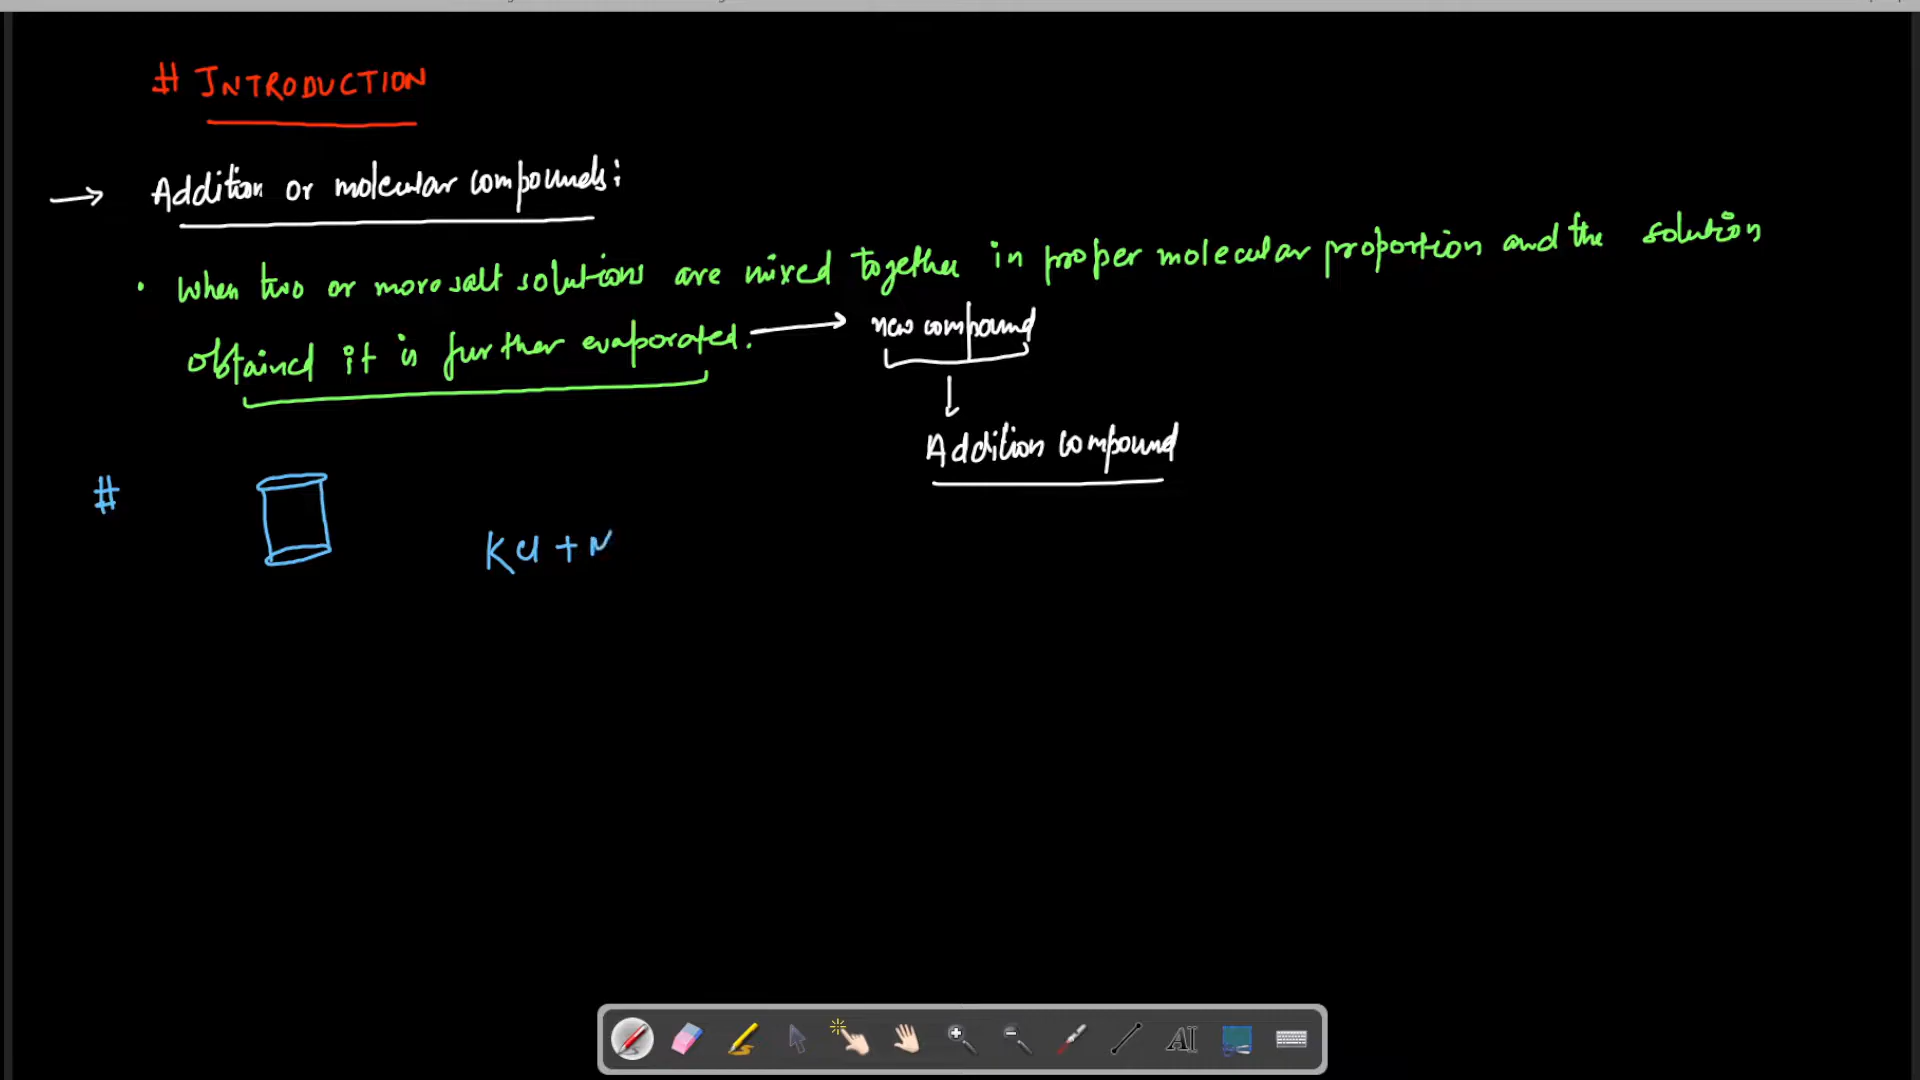 # INTRODUCTION
→ Addition or molecular compounds:
• When two or more salt solutions are mixed together in proper molecular proportion and the solution
obtained it is further evaporated. → new compound
↓
Addition compound
#
KCl + N
AI